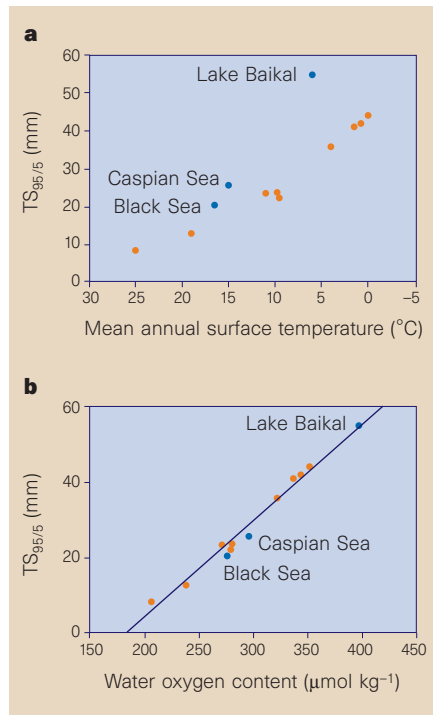 a
60
50
40
30
20
10
0
TS95/5 (mm)
Lake Baikal
Caspian Sea
Black Sea
30 25 20 15 10 5 0 –5
Mean annual surface temperature (°C)
b
60
40
20
0
TS95/5 (mm)
Lake Baikal
Caspian Sea
Black Sea
150 200 250 296 350 400 450
Water oxygen content (μmol kg–1)